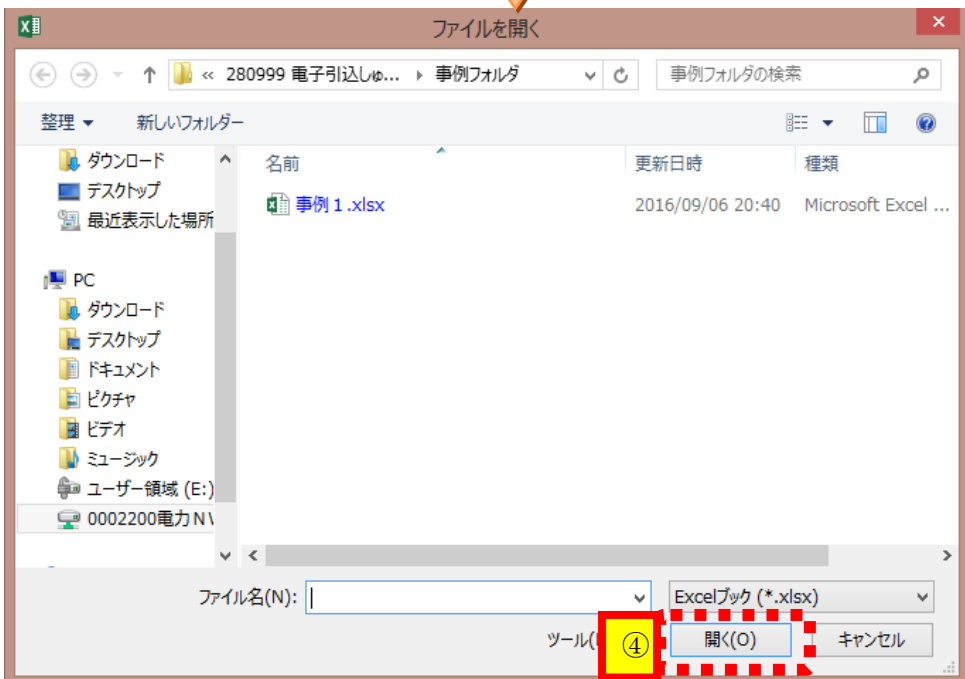 ファイルを開く
« 280999 電子引込しゅ... 事例フォルダ 事例フォルダの検索
整理 新しいフォルダー
名前 更新日時 種類
ダウンロード
デスクトップ
最近表示した場所
事例１.xlsx 2016/09/06 20:40 Microsoft Excel ...
PC
ダウンロード
デスクトップ
ドキュメント
ピクチャ
ビデオ
ミュージック
ユーザー領域 (E:)
0002200電力N
ファイル名(N): Excelブック (*.xlsx)
ツール( ④ 開く(O) キャンセル